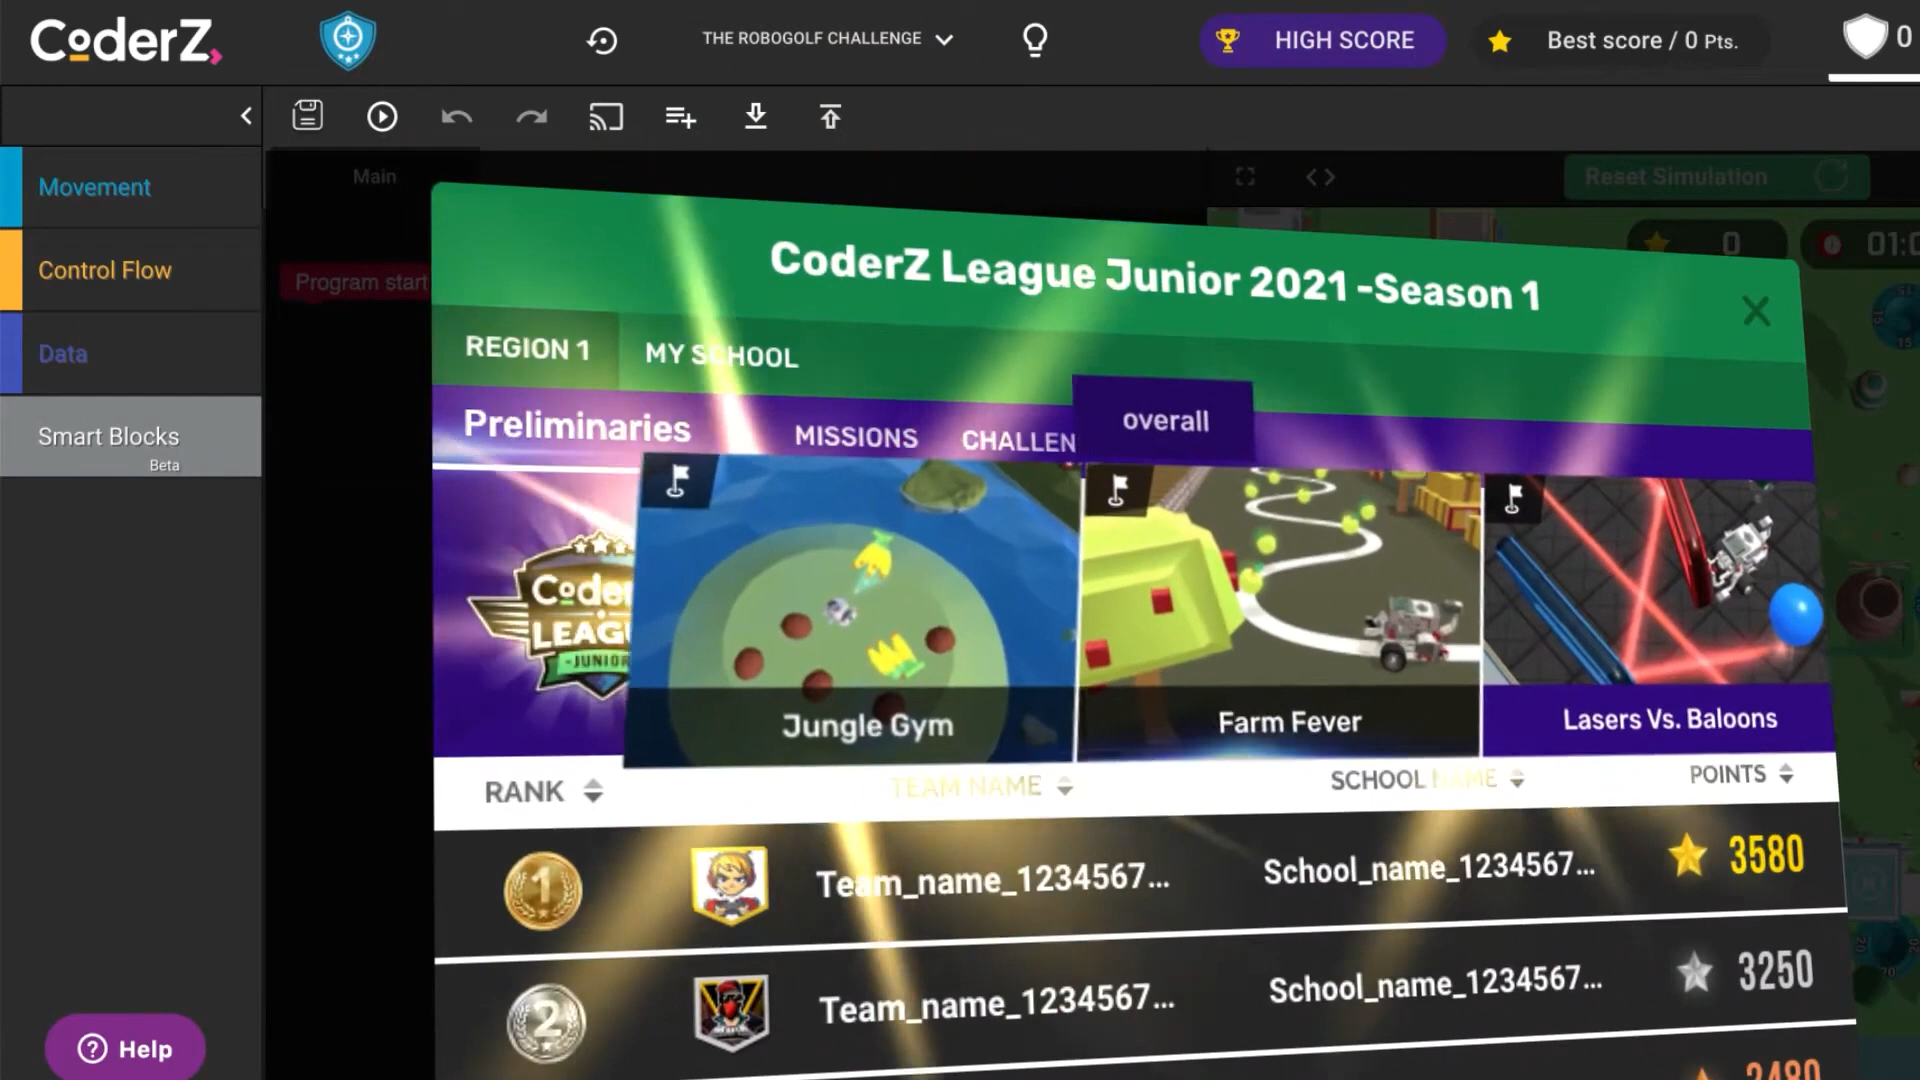 CoderZ
THE ROBOGOLF CHALLENGE
HIGH SCORE
Best score / 0 Pts.
0
Movement
Control Flow
Data
Smart Blocks
Beta
Main
Program start
Reset Simulation
0
CoderZ League Junior 2021 -Season 1
REGION 1
MY SCHOOL
Preliminaries
MISSIONS
CHALLEN
overall
JUNIOR
Jungle Gym
Farm Fever
Lasers Vs. Baloons
RANK
TEAM NAME
SCHOOL NAME
POINTS
1
Team_name_1234567...
School_name_1234567...
3580
2
Team_name_1234567...
School_name_1234567...
3250
Help